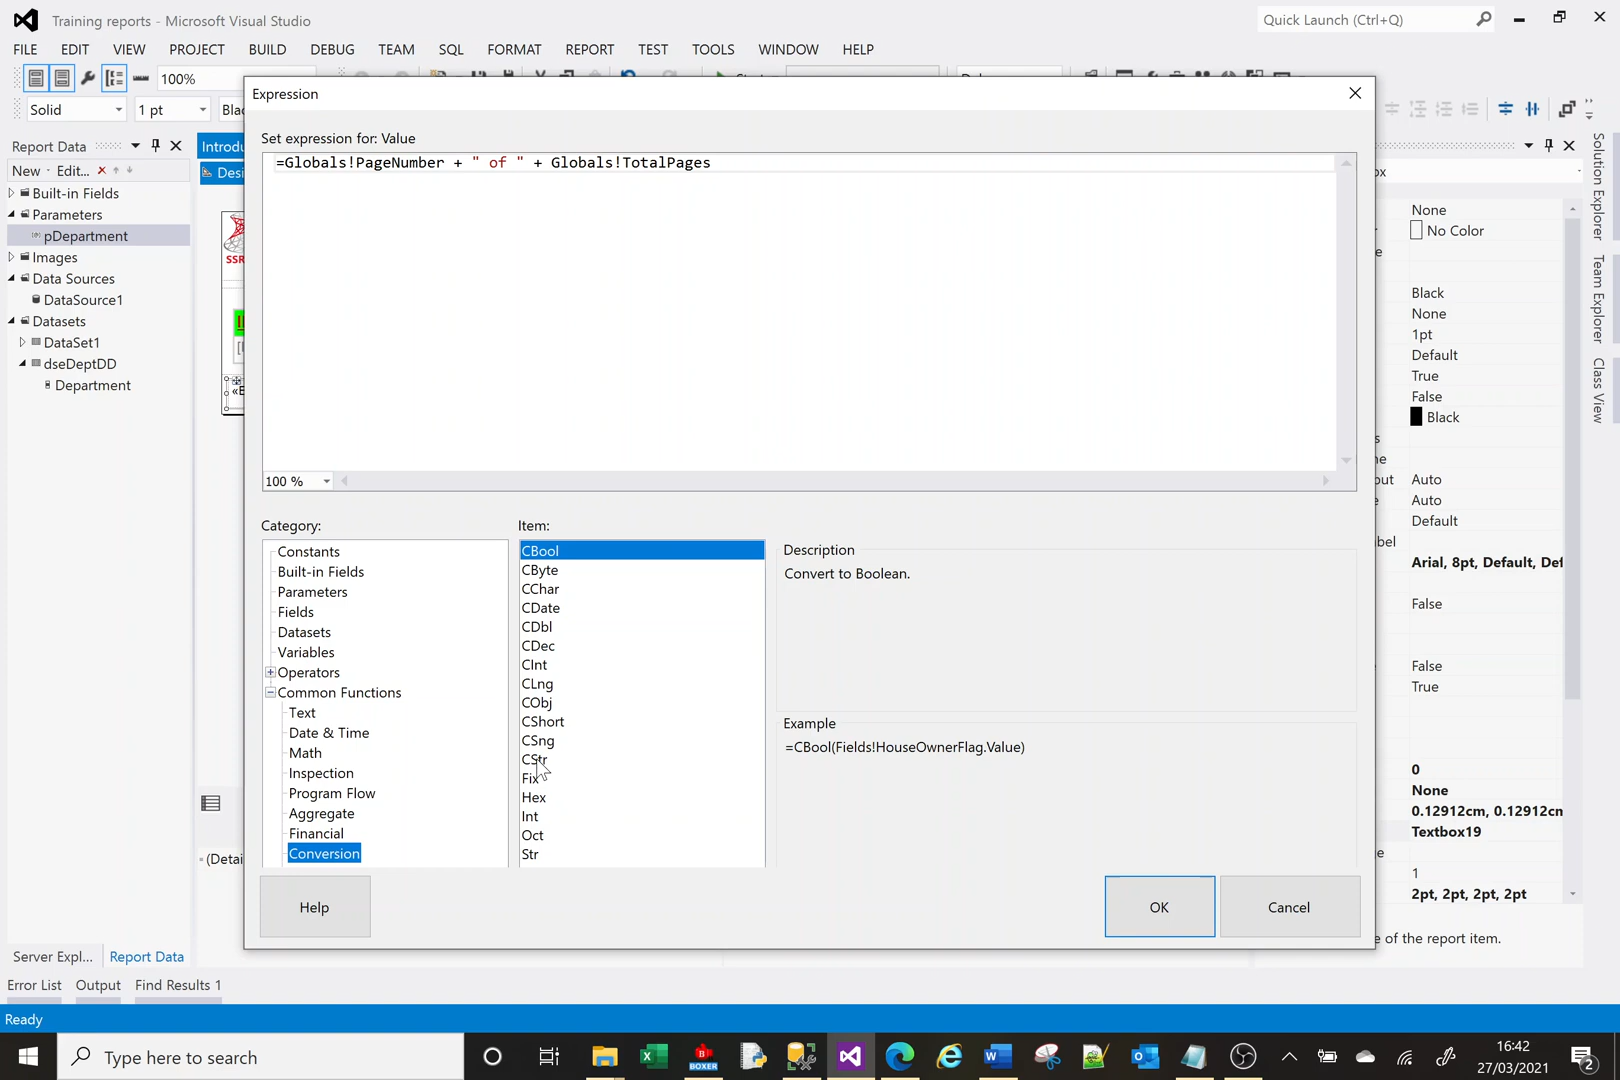 Training reports - Microsoft Visual Studio
Quick Launch (Ctrl+Q)
FILE EDIT VIEW PROJECT BUILD DEBUG TEAM SQL FORMAT REPORT TEST TOOLS WINDOW HELP
100%
Solid 1 pt
Expression
Set expression for: Value
=Globals!PageNumber + " of " + Globals!TotalPages
100 %
Report Data
New Edit...
Built-in Fields
Parameters
pDepartment
Images
Data Sources
DataSource1
Datasets
DataSet1
dseDeptDD
Department
Category:
Constants
Built-in Fields
Parameters
Fields
Datasets
Variables
Operators
Common Functions
Text
Date & Time
Math
Inspection
Program Flow
Aggregate
Financial
Conversion
Item:
CBool
CByte
CChar
CDate
CDbl
CDec
CInt
CLng
CObj
CShort
CSng
CStr
Fix
Hex
Int
Oct
Str
Description
Convert to Boolean.
Example
=CBool(Fields!HouseOwnerFlag.Value)
Help
OK
Cancel
None
No Color
Black
None
1pt
Default
True
False
Black
Auto
Auto
Default
Arial, 8pt, Default, Def
False
False
True
0
None
0.12912cm, 0.12912cm
Textbox19
1
2pt, 2pt, 2pt, 2pt
e of the report item.
Solution Explorer
Team Explorer
Class View
Server Expl... Report Data
Error List Output Find Results 1
Ready
Type here to search
BOXER
16:42
27/03/2021
2